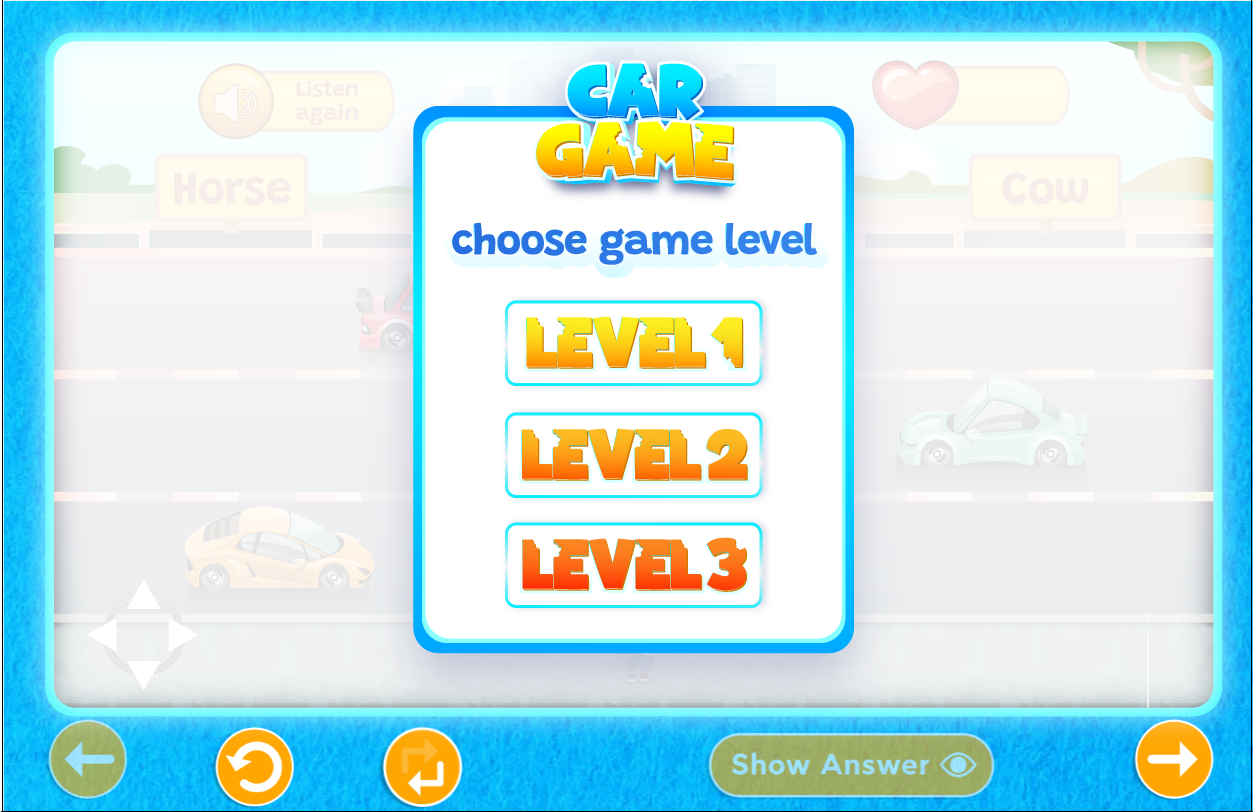 Listen
again
CAR
GAME
Horse
Cow
choose game level
LEVEL 1
LEVEL 2
LEVEL 3
Show Answer